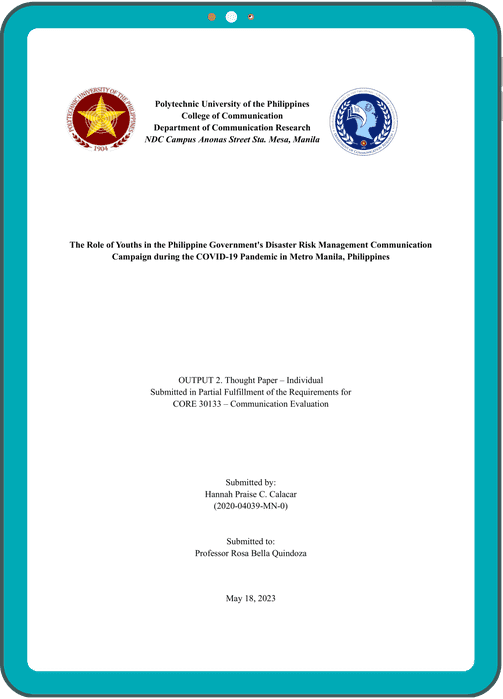 POLYTECHNIC UNIVERSITY OF THE PHILIPPINES
1904
Polytechnic University of the Philippines
College of Communication
Department of Communication Research
NDC Campus Anonas Street Sta. Mesa, Manila
The Role of Youths in the Philippine Government's Disaster Risk Management Communication
Campaign during the COVID-19 Pandemic in Metro Manila, Philippines
OUTPUT 2. Thought Paper – Individual
Submitted in Partial Fulfillment of the Requirements for
CORE 30133 – Communication Evaluation
Submitted by:
Hannah Praise C. Calacar
(2020-04039-MN-0)
Submitted to:
Professor Rosa Bella Quindoza
May 18, 2023